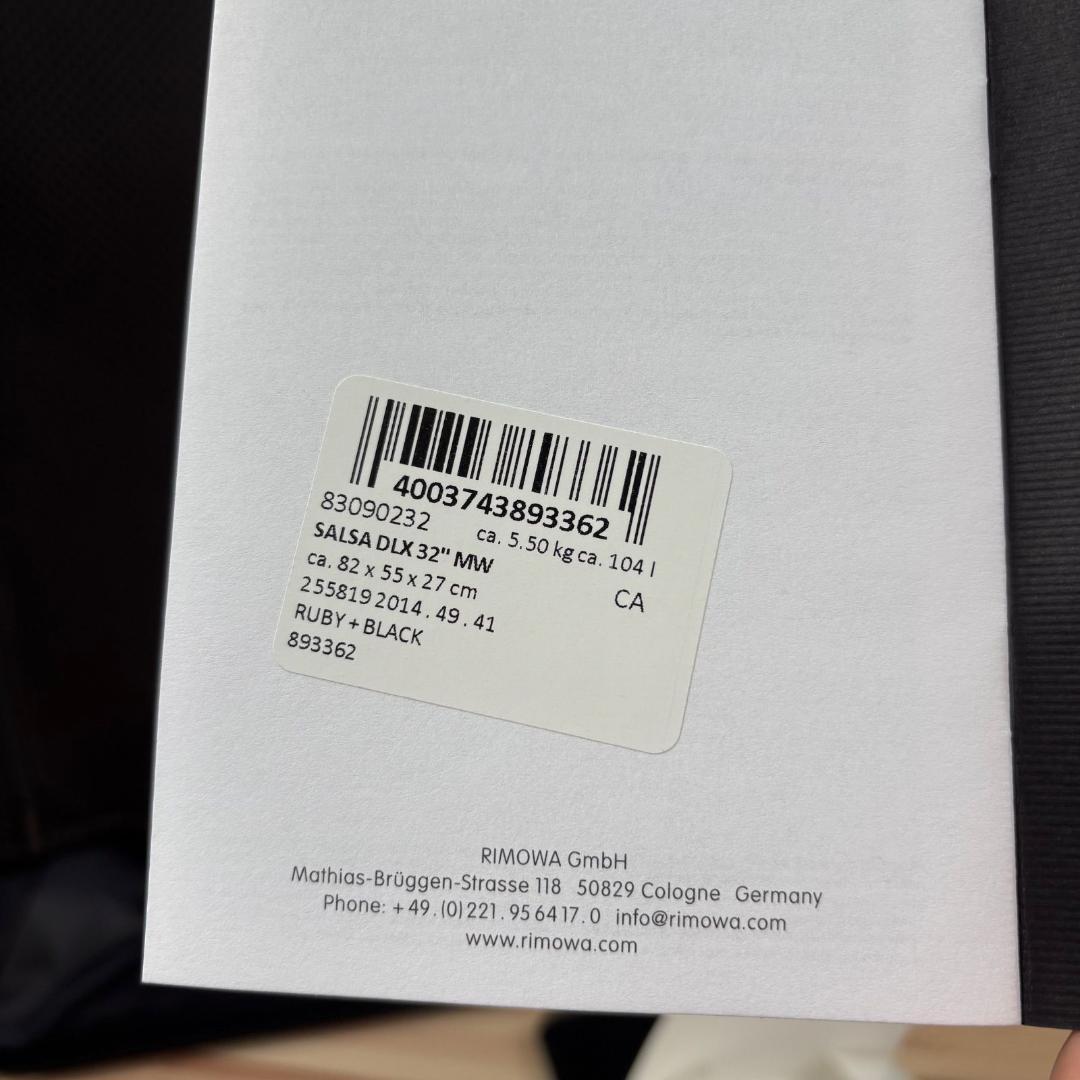 4003743893362
83090232 ca. 5.50 kg ca. 104 l
SALSA DLX 32" MW
ca. 82 x 55 x 27 cm CA
255819 2014 . 49 . 41
RUBY + BLACK
893362
RIMOWA GmbH
Mathias-Brüggen-Strasse 118 50829 Cologne Germany
Phone: + 49 . (0) 221 . 95 64 17 . 0 info@rimowa.com
www.rimowa.com